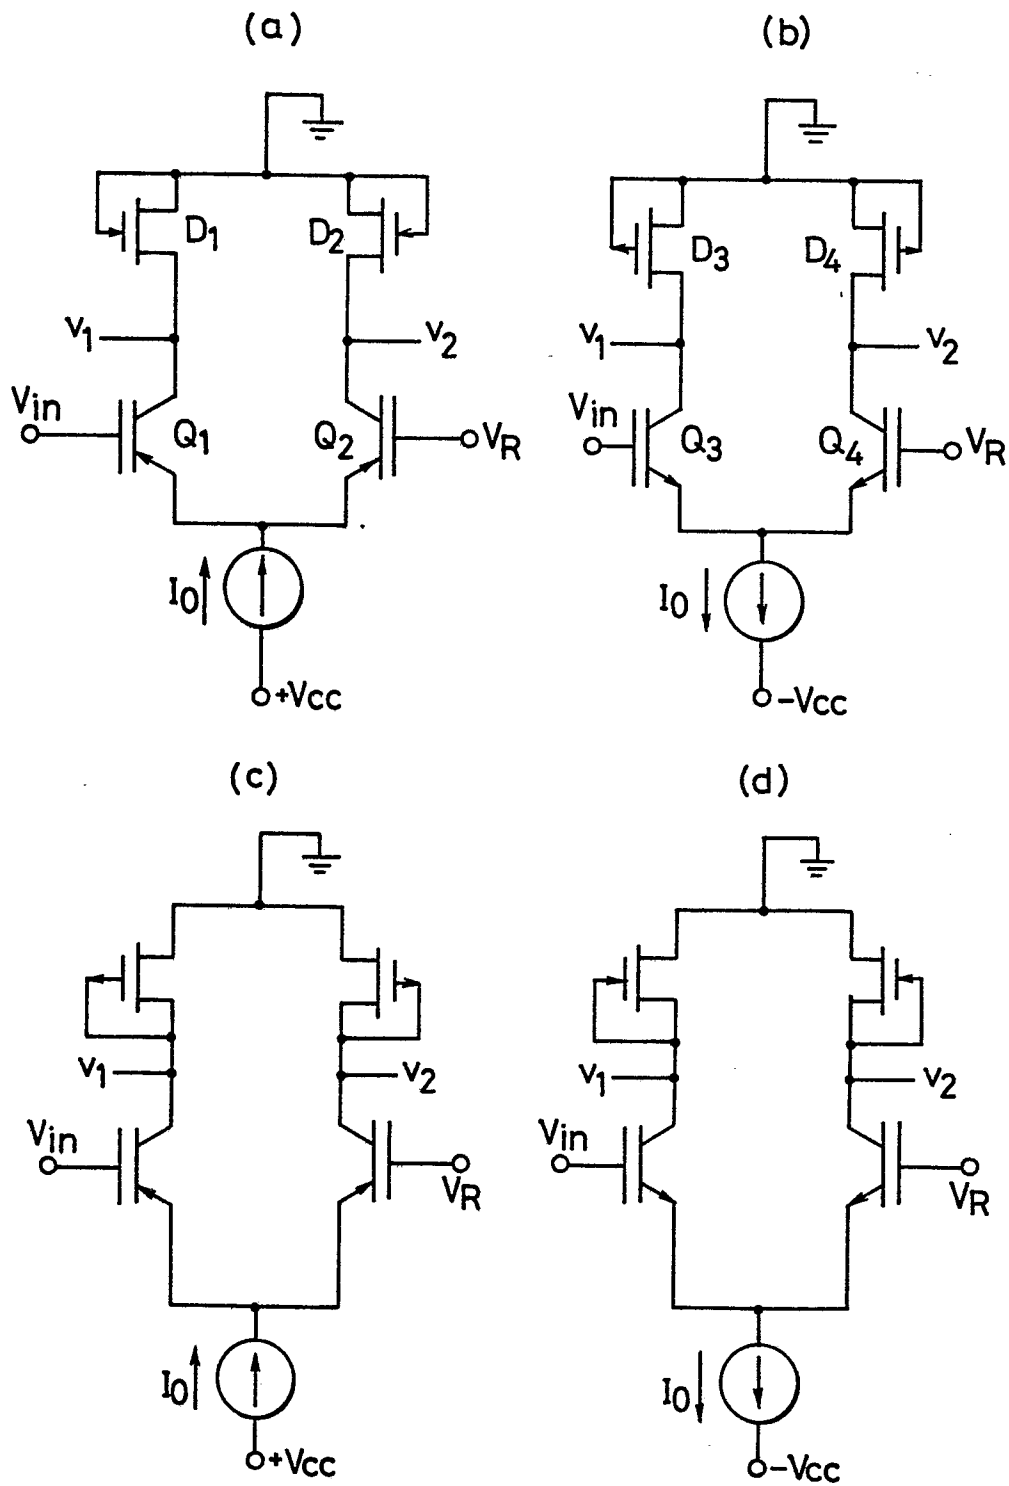 (a)
D1
D2
v1
v2
Vin
Q1
Q2
VR
I0
+Vcc
(b)
D3
D4
v1
v2
Vin
Q3
Q4
VR
I0
-Vcc
(c)
v1
v2
Vin
VR
I0
+Vcc
(d)
v1
v2
Vin
VR
I0
-Vcc